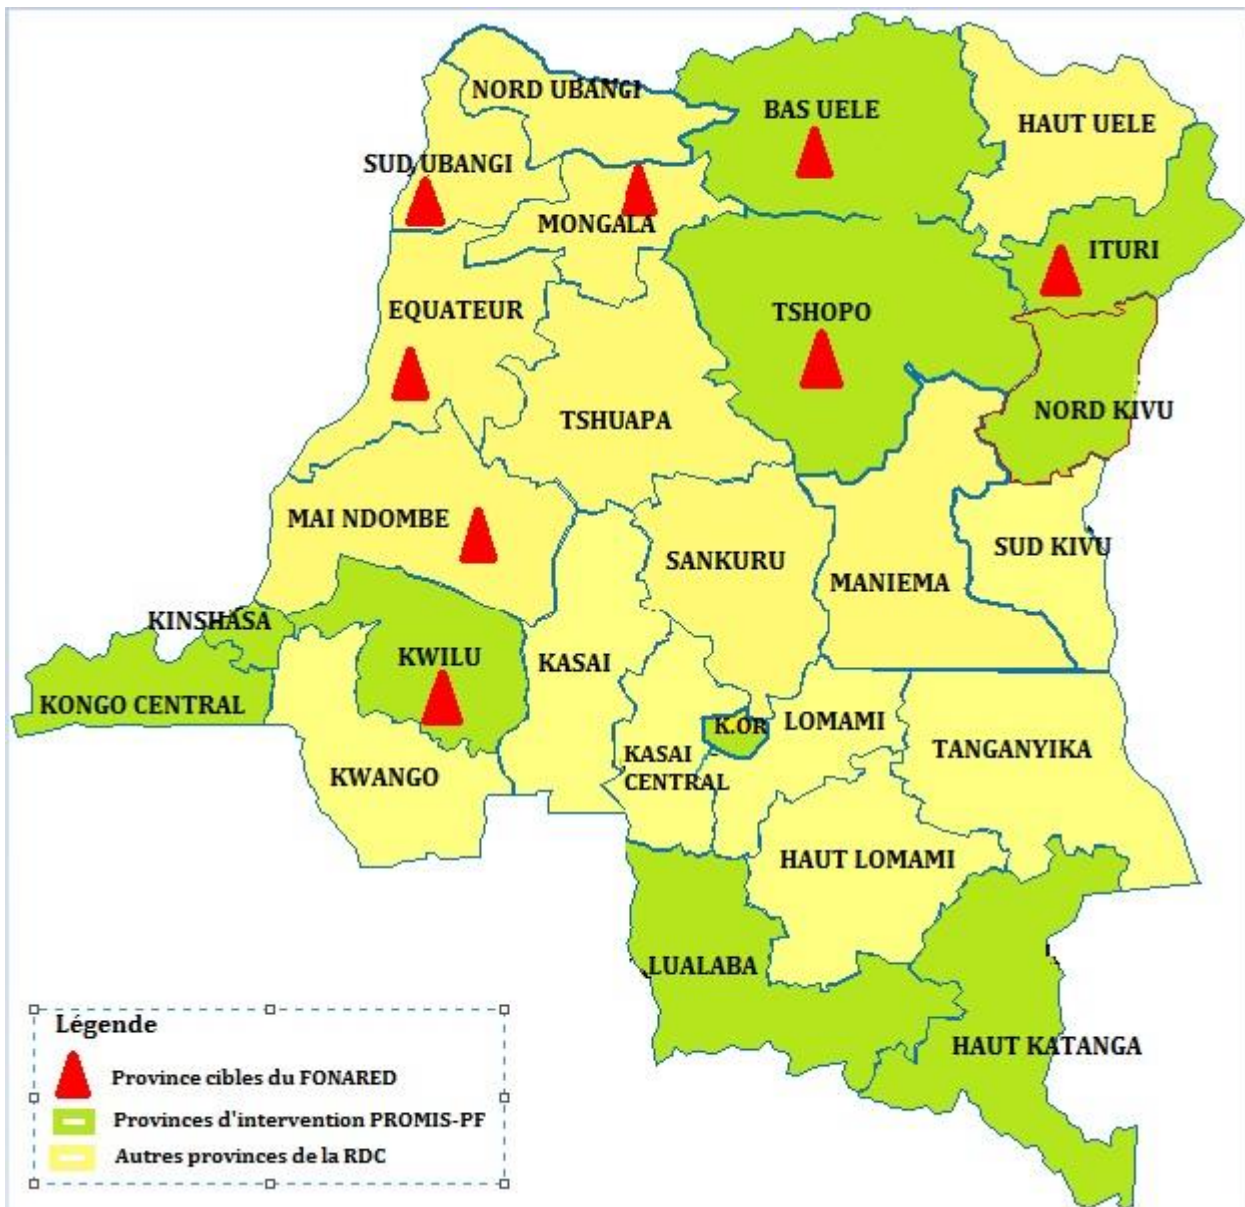 NORD UBANGI
BAS UELE
HAUT UELE
SUD UBANGI
MONGALA
ITURI
EQUATEUR
TSHOPO
NORD KIVU
TSHUAPA
MAI NDOMBE
SANKURU
SUD KIVU
MANIEMA
KINSHASA
KWILU
KASAI
KONGO CENTRAL
K.OR
LOMAMI
KASAI
CENTRAL
TANGANYIKA
KWANGO
HAUT LOMAMI
LUALABA
HAUT KATANGA
Légende
Province cibles du FONARED
Provinces d'intervention PROMIS-PF
Autres provinces de la RDC